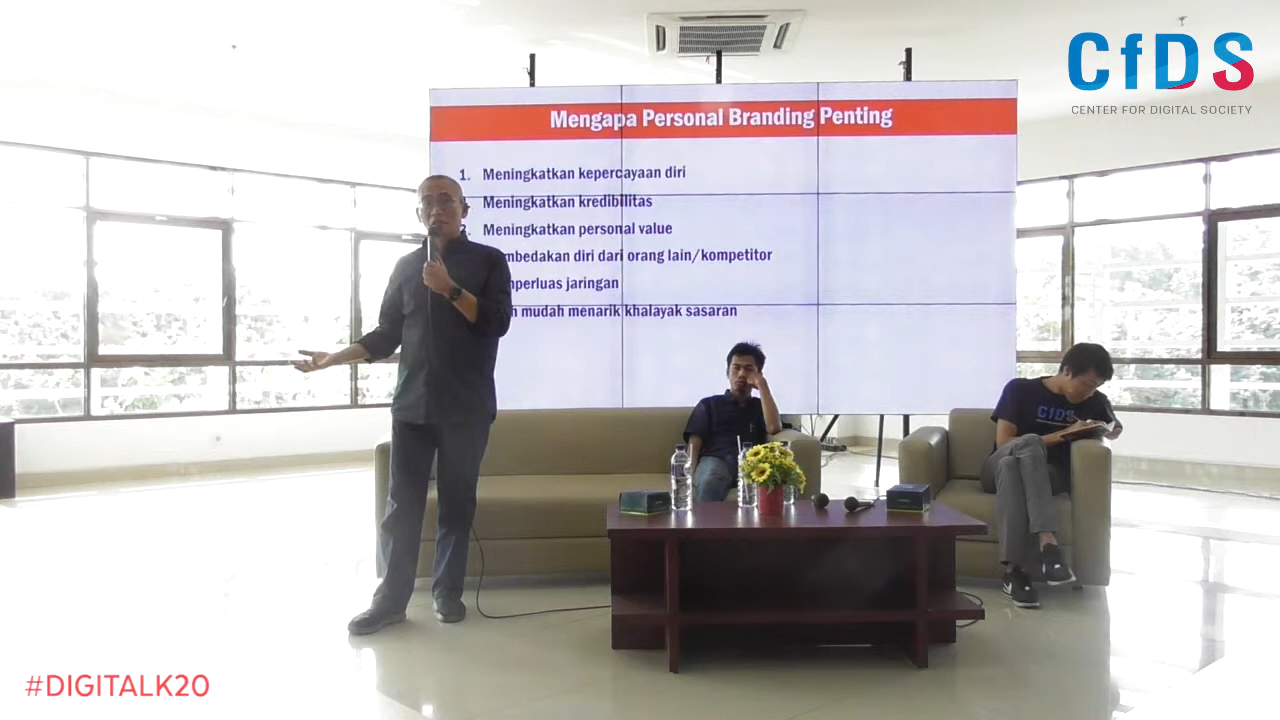 CfDS
CENTER FOR DIGITAL SOCIETY
Mengapa Personal Branding Penting
1. Meningkatkan kepercayaan diri
Meningkatkan kredibilitas
Meningkatkan personal value
dari orang lain/kompetitor
jaringan
mudah menarik khalayak sasaran
CfDS
#DIGITALK20